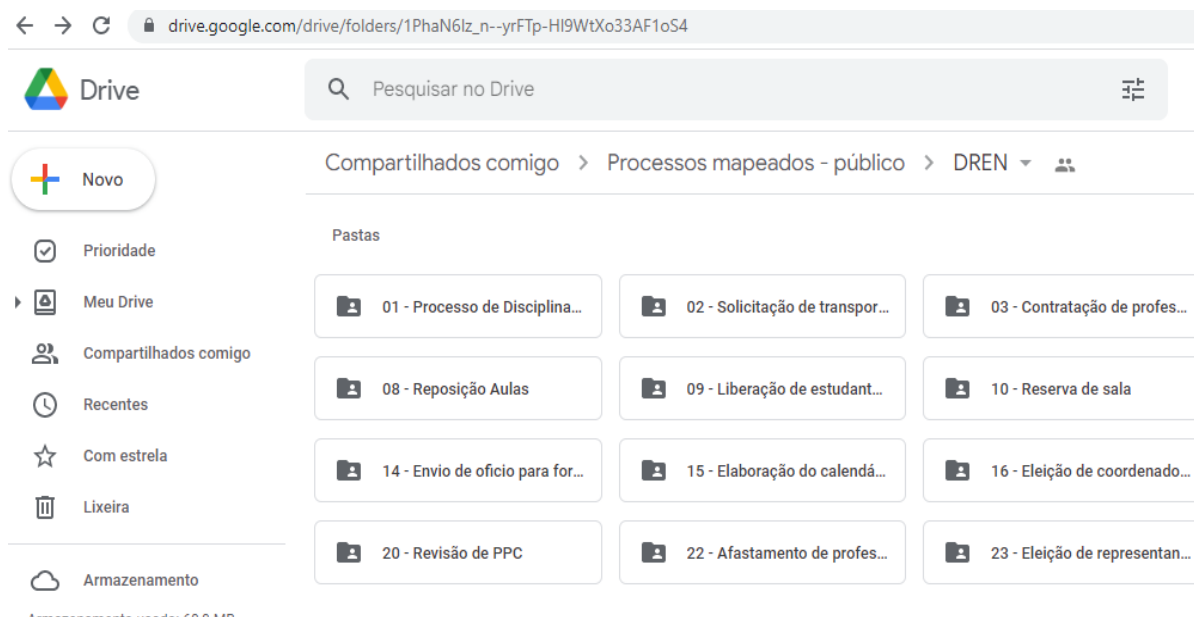 drive.google.com/drive/folders/1PhaN6lz_n--yrFTp-Hl9WtXo33AF1oS4
Drive
Pesquisar no Drive
Novo
Compartilhados comigo > Processos mapeados - público > DREN
Prioridade
Meu Drive
Compartilhados comigo
Recentes
Com estrela
Lixeira
Armazenamento
Pastas
01 - Processo de Disciplina...
02 - Solicitação de transpor...
03 - Contratação de profes...
08 - Reposição Aulas
09 - Liberação de estudant...
10 - Reserva de sala
14 - Envio de oficio para for...
15 - Elaboração do calendá...
16 - Eleição de coordenado...
20 - Revisão de PPC
22 - Afastamento de profes...
23 - Eleição de representan...